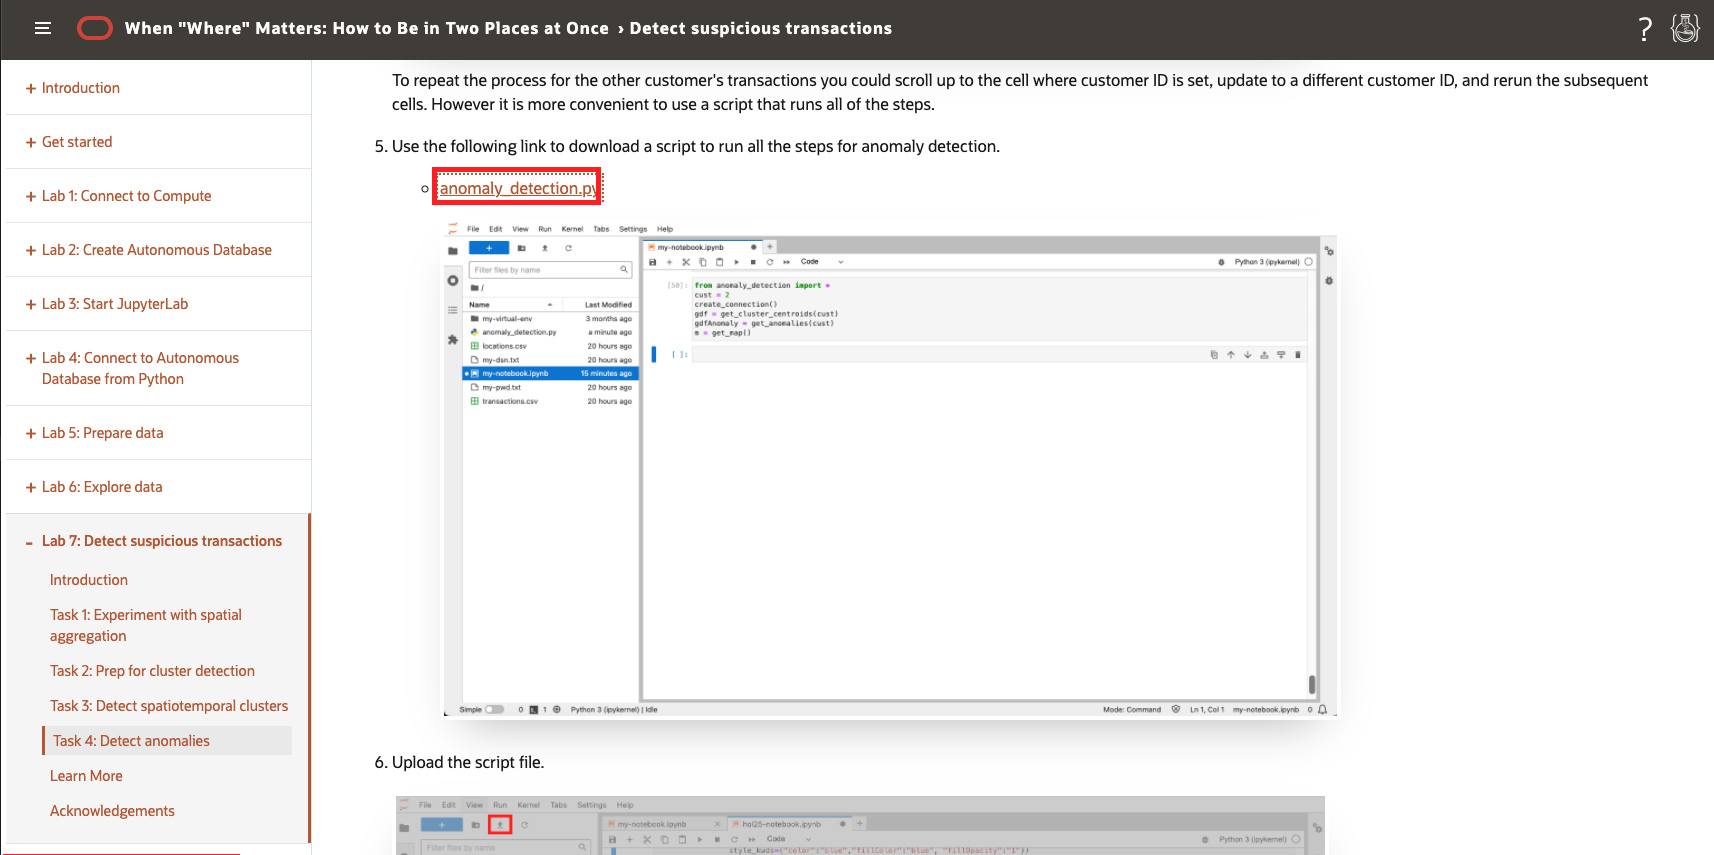 When "Where" Matters: How to Be in Two Places at Once › Detect suspicious transactions
?
+ Introduction
+ Get started
+ Lab 1: Connect to Compute
+ Lab 2: Create Autonomous Database
+ Lab 3: Start JupyterLab
+ Lab 4: Connect to Autonomous
Database from Python
+ Lab 5: Prepare data
+ Lab 6: Explore data
- Lab 7: Detect suspicious transactions
Introduction
Task 1: Experiment with spatial
aggregation
Task 2: Prep for cluster detection
Task 3: Detect spatiotemporal clusters
Task 4: Detect anomalies
Learn More
Acknowledgements
To repeat the process for the other customer's transactions you could scroll up to the cell where customer ID is set, update to a different customer ID, and rerun the subsequent
cells. However it is more convenient to use a script that runs all of the steps.
5. Use the following link to download a script to run all the steps for anomaly detection.
anomaly_detection.py
File Edit View Run Kernel Tabs Settings Help
+
Filter files by name
/
Name Last Modified
my-virtual-env 3 months ago
anomaly_detection.py a minute ago
locations.csv 20 hours ago
my-dsn.txt 20 hours ago
my-notebook.ipynb 15 minutes ago
my-pwd.txt 20 hours ago
transactions.csv 20 hours ago
my-notebook.ipynb +
Code
Python 3 (ipykernel)
[50]: from anomaly_detection import *
cust = 2
create_connection()
gdf = get_cluster_centroids(cust)
gdfAnomaly = get_anomalies(cust)
m = get_map()
[ ]:
Simple 0 1 Python 3 (ipykernel) | Idle
Mode: Command Ln 1, Col 1 my-notebook.ipynb 0
6. Upload the script file.
File Edit View Run Kernel Tabs Settings Help
+
Filter files by name
my-notebook.ipynb × hol25-notebook.ipynb +
Code
Python 3 (ipykernel)
style_kwds={"color":"blue","fillColor":"blue", "fillOpacity":"1"})